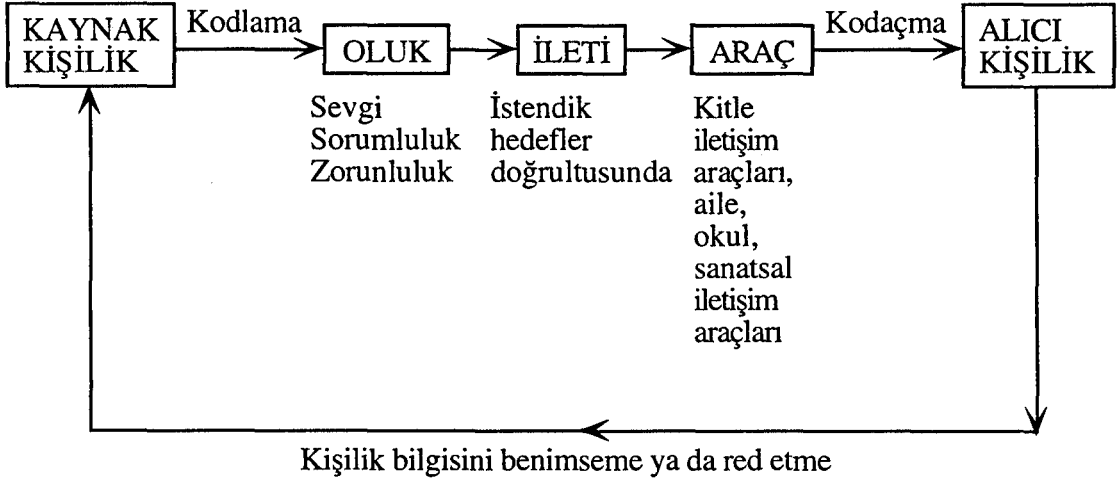 KAYNAK
KİŞİLİK
Kodlama
OLUK
İLETİ
ARAÇ
Kodaçma
ALICI
KİŞİLİK
Sevgi
Sorumluluk
Zorunluluk
İstendik
hedefler
doğrultusunda
Kitle
iletişim
araçları,
aile,
okul,
sanatsal
iletişim
araçları
Kişilik bilgisini benimseme ya da red etme